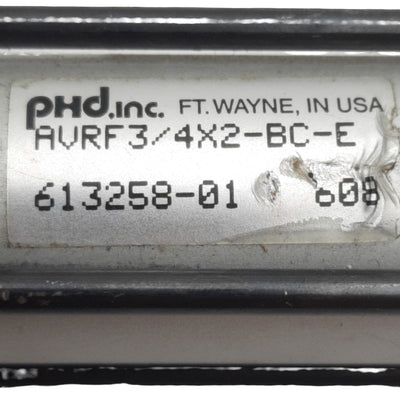 PHD.inc. FT. WAYNE, IN USA
AVRF3/4X2-BC-E
613258-01 608